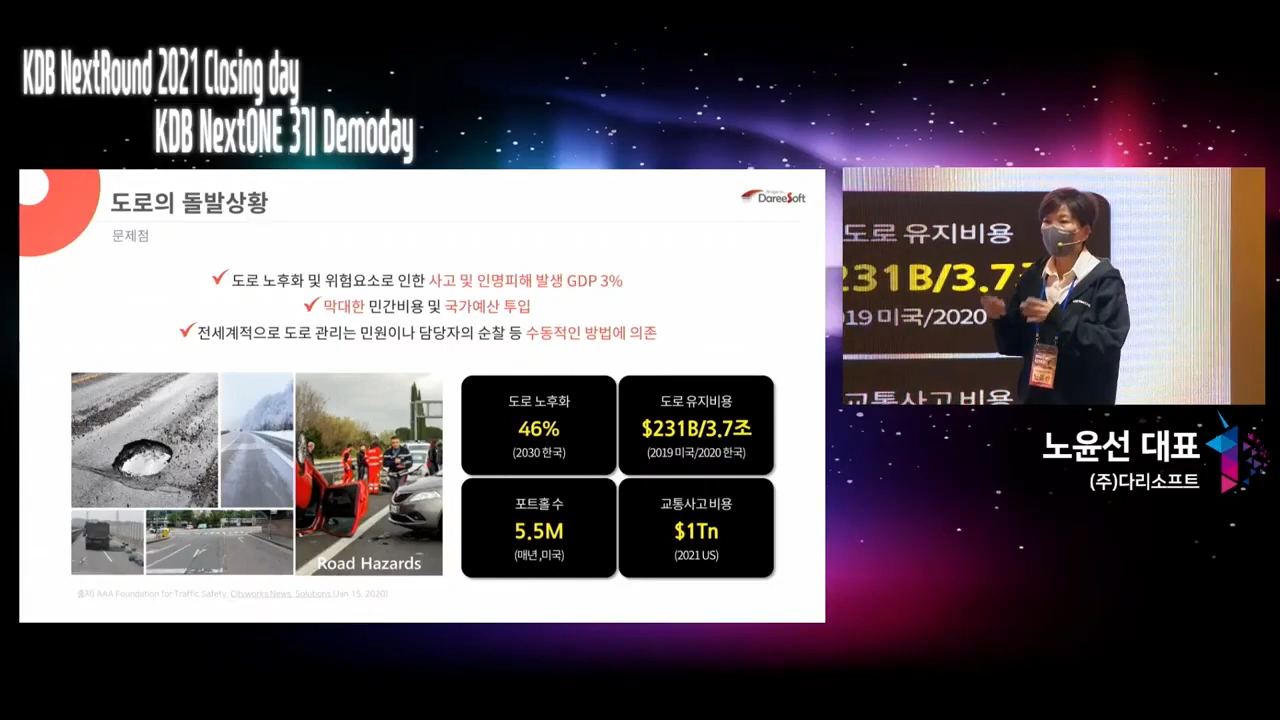 KDB NextRound 2021 Closing day
KDB NextONE 3기 Demoday
도로의 돌발상황
문제점
DareeSoft
도로 노후화 및 위험요소로 인한 사고 및 인명피해 발생 GDP 3%
막대한 민간비용 및 국가예산 투입
전세계적으로 도로 관리는 민원이나 담당자의 순찰 등 수동적인 방법에 의존
도로 노후화
46%
(2030 한국)
도로 유지비용
$231B/3.7조
(2019 미국/2020 한국)
포트홀 수
5.5M
(매년,미국)
교통사고 비용
$1Tn
(2021 US)
Road Hazards
출처) AAA Foundation for Traffic Safety, Cityworks News, Solutions (Jan 15, 2020)
도로 유지비용
231B/3.7
19 미국/2020
교통사고 비용
노윤선 대표
(주)다리소프트